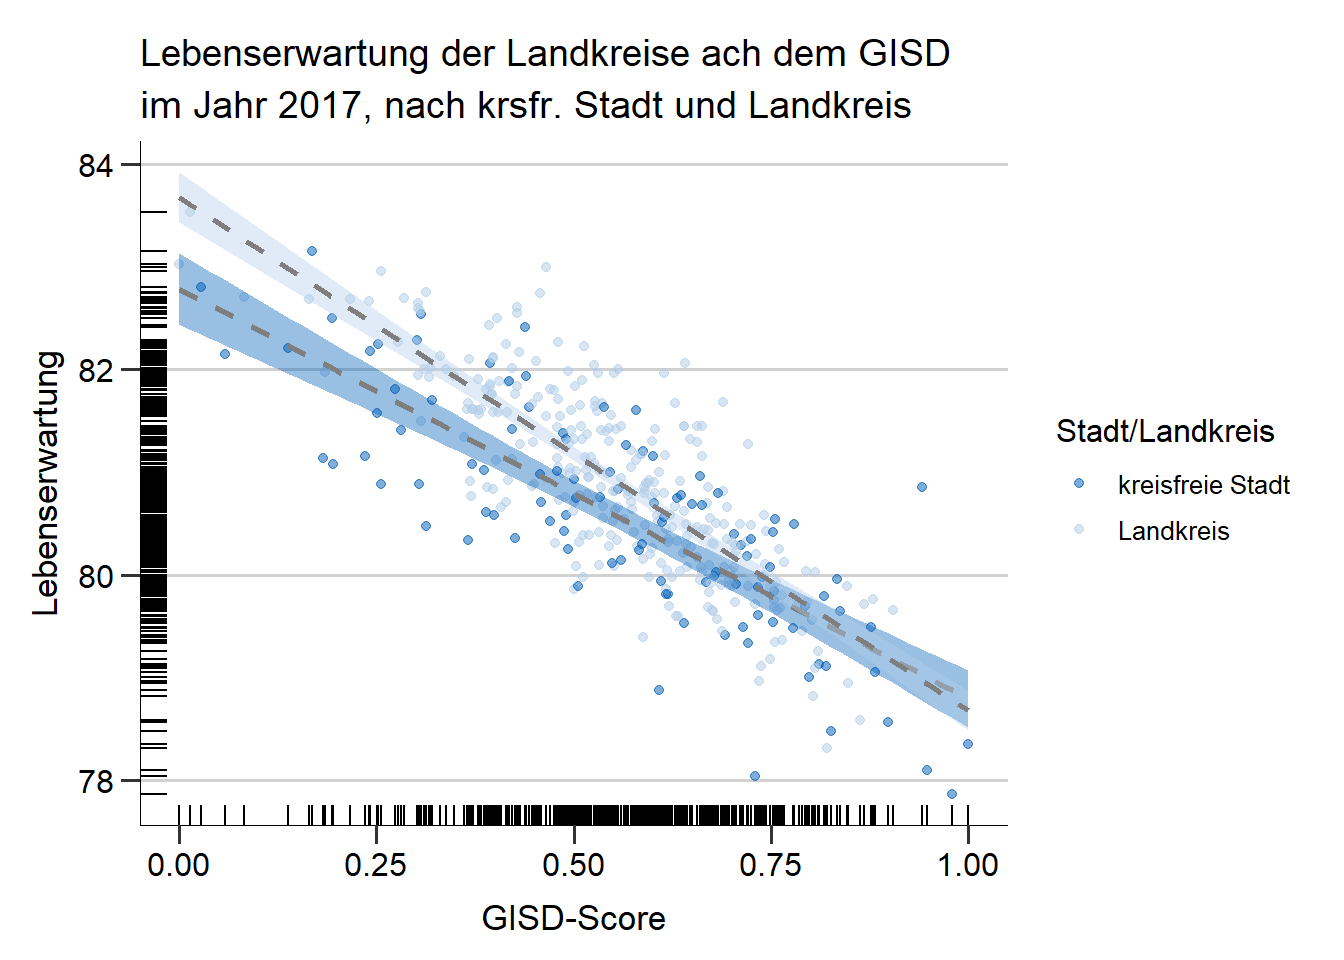 Lebenserwartung der Landkreise ach dem GISD
im Jahr 2017, nach krsfr. Stadt und Landkreis
84
82
80
78
Lebenserwartung
0.00 0.25 0.50 0.75 1.00
GISD-Score
Stadt/Landkreis
kreisfreie Stadt
Landkreis